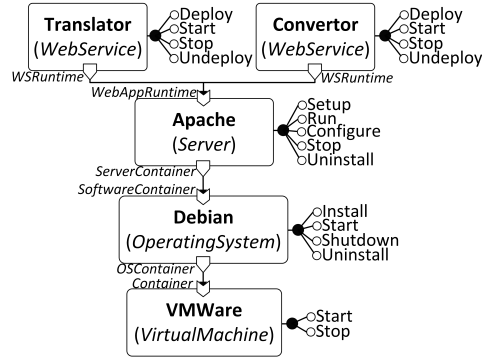 Translator
(WebService)
Deploy
Start
Stop
Undeploy
Convertor
(WebService)
Deploy
Start
Stop
Undeploy
WSRuntime
WSRuntime
WebAppRuntime
Apache
(Server)
Setup
Run
Configure
Stop
Uninstall
ServerContainer
SoftwareContainer
Debian
(OperatingSystem)
Install
Start
Shutdown
Uninstall
OSContainer
Container
VMWare
(VirtualMachine)
Start
Stop